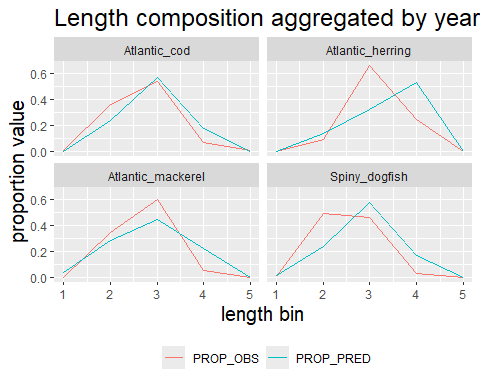 Length composition aggregated by year
Atlantic_cod
Atlantic_herring
0.6
0.4
0.2
0.0
Atlantic_mackerel
Spiny_dogfish
0.6
0.4
0.2
0.0
1 2 3 4 5 1 2 3 4 5
proportion value
length bin
PROP_OBS PROP_PRED